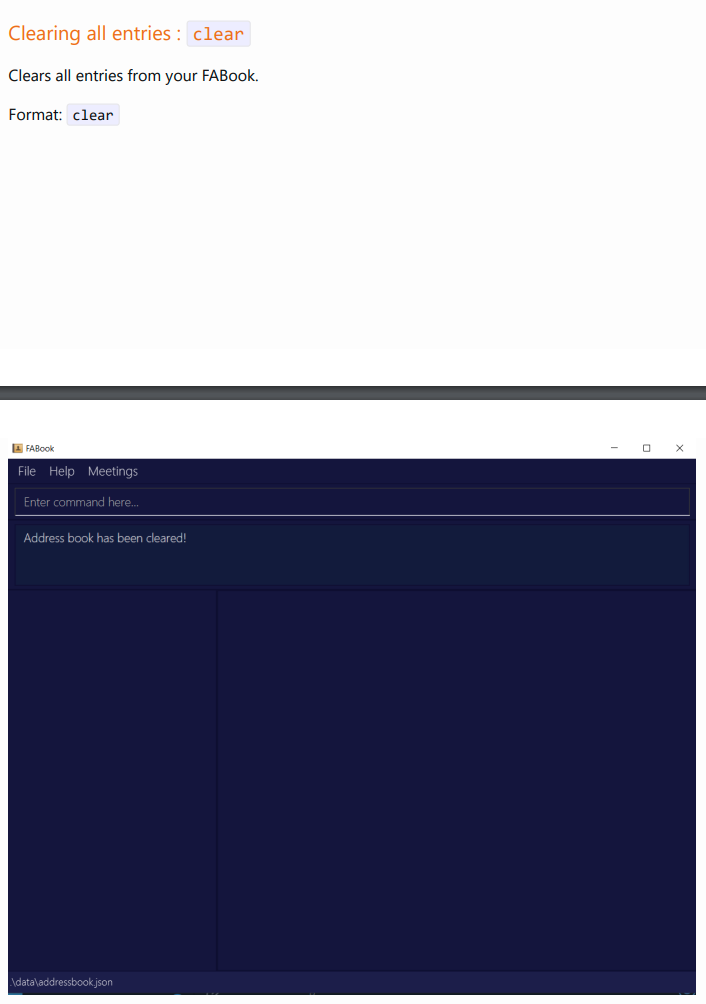 Clearing all entries : clear
Clears all entries from your FABook.
Format: clear
FABook
File Help Meetings
Enter command here...
Address book has been cleared!
.\data\addressbook.json